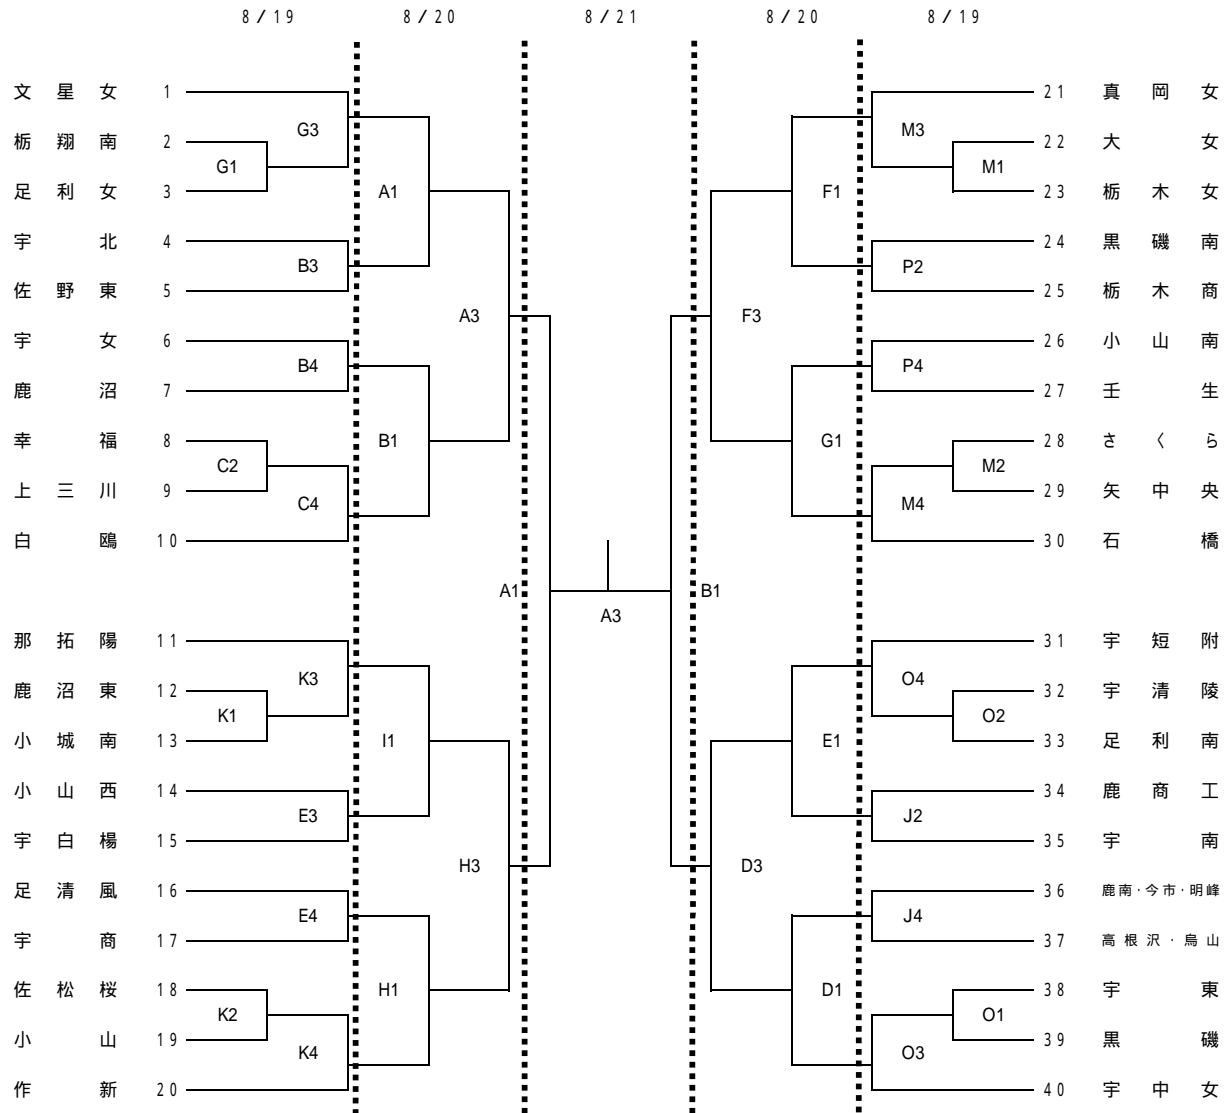 8/19 8/20 8/21 8/20 8/19
文星女 1 21 真岡女
G3 M3
栃翔南 2 22 大女
G1 M1
足利女 3 A1 F1 23 栃木女
宇北 4 24 黒磯南
B3 P2
佐野東 5 25 栃木商
A3 F3
宇女 6 26 小山南
B4 P4
鹿沼 7 27 壬生
幸福 8 B1 G1 28 さくら
C2 M2
上三川 9 29 矢中央
C4 M4
白鴎 10 30 石橋
A1 B1
A3
那拓陽 11 31 宇短附
K3 O4
鹿沼東 12 32 宇清陵
K1 O2
小城南 13 I1 E1 33 足利南
小山西 14 34 鹿商工
E3 J2
宇白楊 15 35 宇南
H3 D3
足清風 16 36 鹿南・今市・明峰
E4 J4
宇商 17 37 高根沢・烏山
佐松桜 18 H1 D1 38 宇東
K2 O1
小山 19 39 黒磯
K4 O3
作新 20 40 宇中女